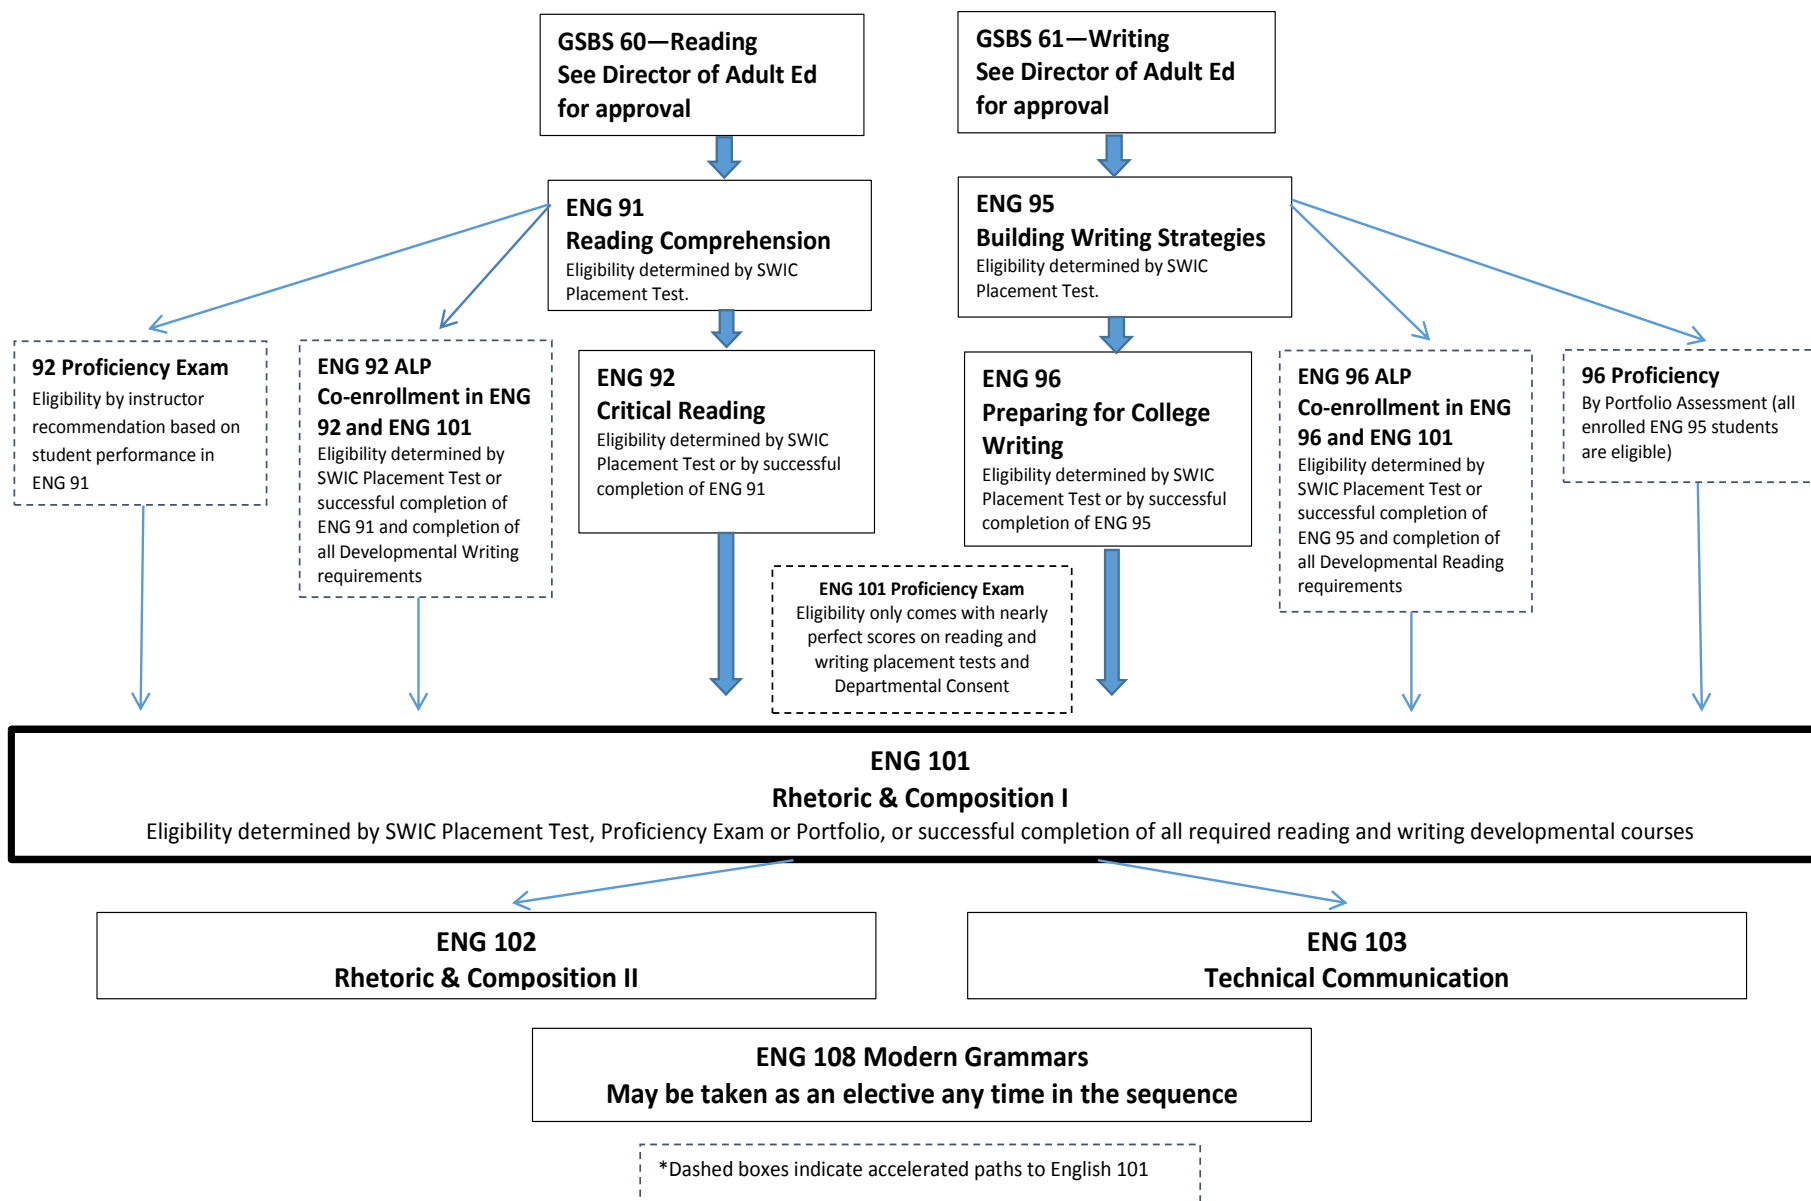 GSBS 60—Reading
See Director of Adult Ed
for approval
GSBS 61—Writing
See Director of Adult Ed
for approval
ENG 91
Reading Comprehension
Eligibility determined by SWIC
Placement Test.
ENG 95
Building Writing Strategies
Eligibility determined by SWIC
Placement Test.
92 Proficiency Exam
Eligibility by instructor
recommendation based on
student performance in
ENG 91
ENG 92 ALP
Co-enrollment in ENG
92 and ENG 101
Eligibility determined by
SWIC Placement Test or
successful completion of
ENG 91 and completion of
all Developmental Writing
requirements
ENG 92
Critical Reading
Eligibility determined by SWIC
Placement Test or by successful
completion of ENG 91
ENG 96
Preparing for College
Writing
Eligibility determined by SWIC
Placement Test or by successful
completion of ENG 95
ENG 96 ALP
Co-enrollment in ENG
96 and ENG 101
Eligibility determined by
SWIC Placement Test or
successful completion of
ENG 95 and completion of
all Developmental Reading
requirements
96 Proficiency
By Portfolio Assessment (all
enrolled ENG 95 students
are eligible)
ENG 101 Proficiency Exam
Eligibility only comes with nearly
perfect scores on reading and
writing placement tests and
Departmental Consent
ENG 101
Rhetoric & Composition I
Eligibility determined by SWIC Placement Test, Proficiency Exam or Portfolio, or successful completion of all required reading and writing developmental courses
ENG 102
Rhetoric & Composition II
ENG 103
Technical Communication
ENG 108 Modern Grammars
May be taken as an elective any time in the sequence
*Dashed boxes indicate accelerated paths to English 101